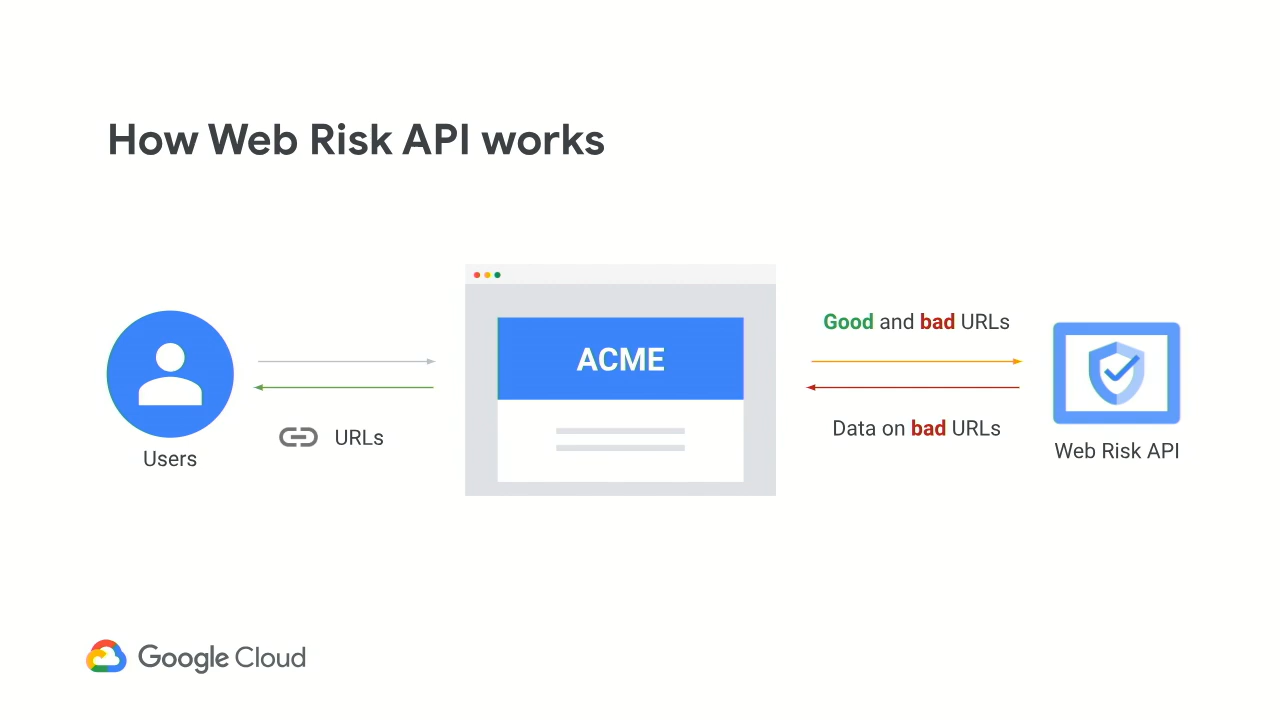 How Web Risk API works
ACME
Good and bad URLs
Data on bad URLs
URLs
Users
Web Risk API
Google Cloud